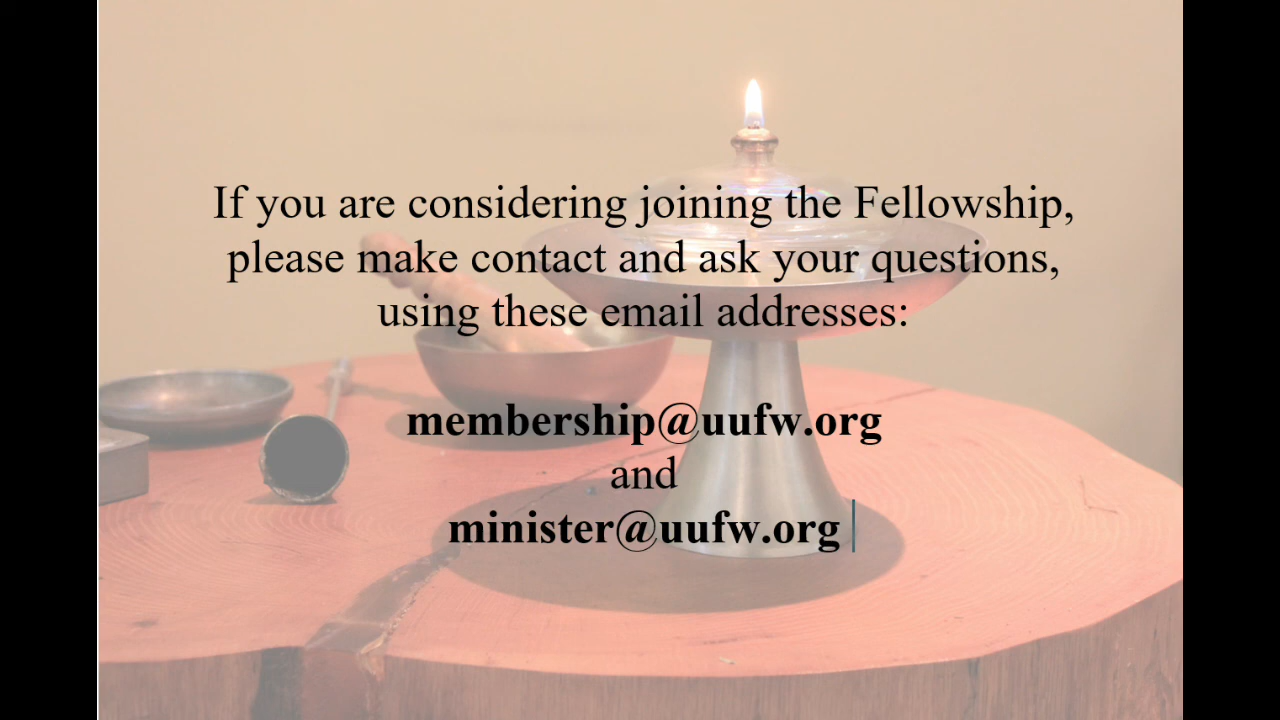 If you are considering joining the Fellowship,
please make contact and ask your questions,
using these email addresses:
membership@uufw.org
and
minister@uufw.org